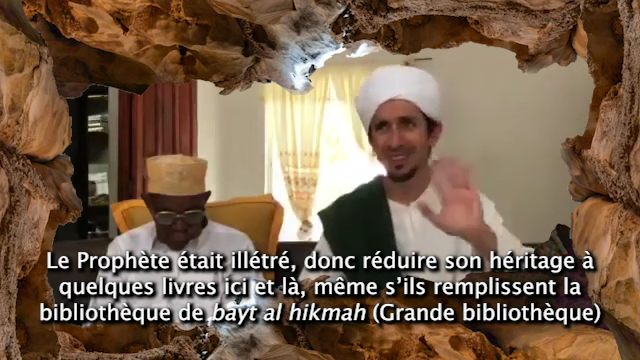 Le Prophète était illétré, donc réduire son héritage à
quelques livres ici et là, même s'ils remplissent la
bibliothèque de bayt al hikmah (Grande bibliothèque)